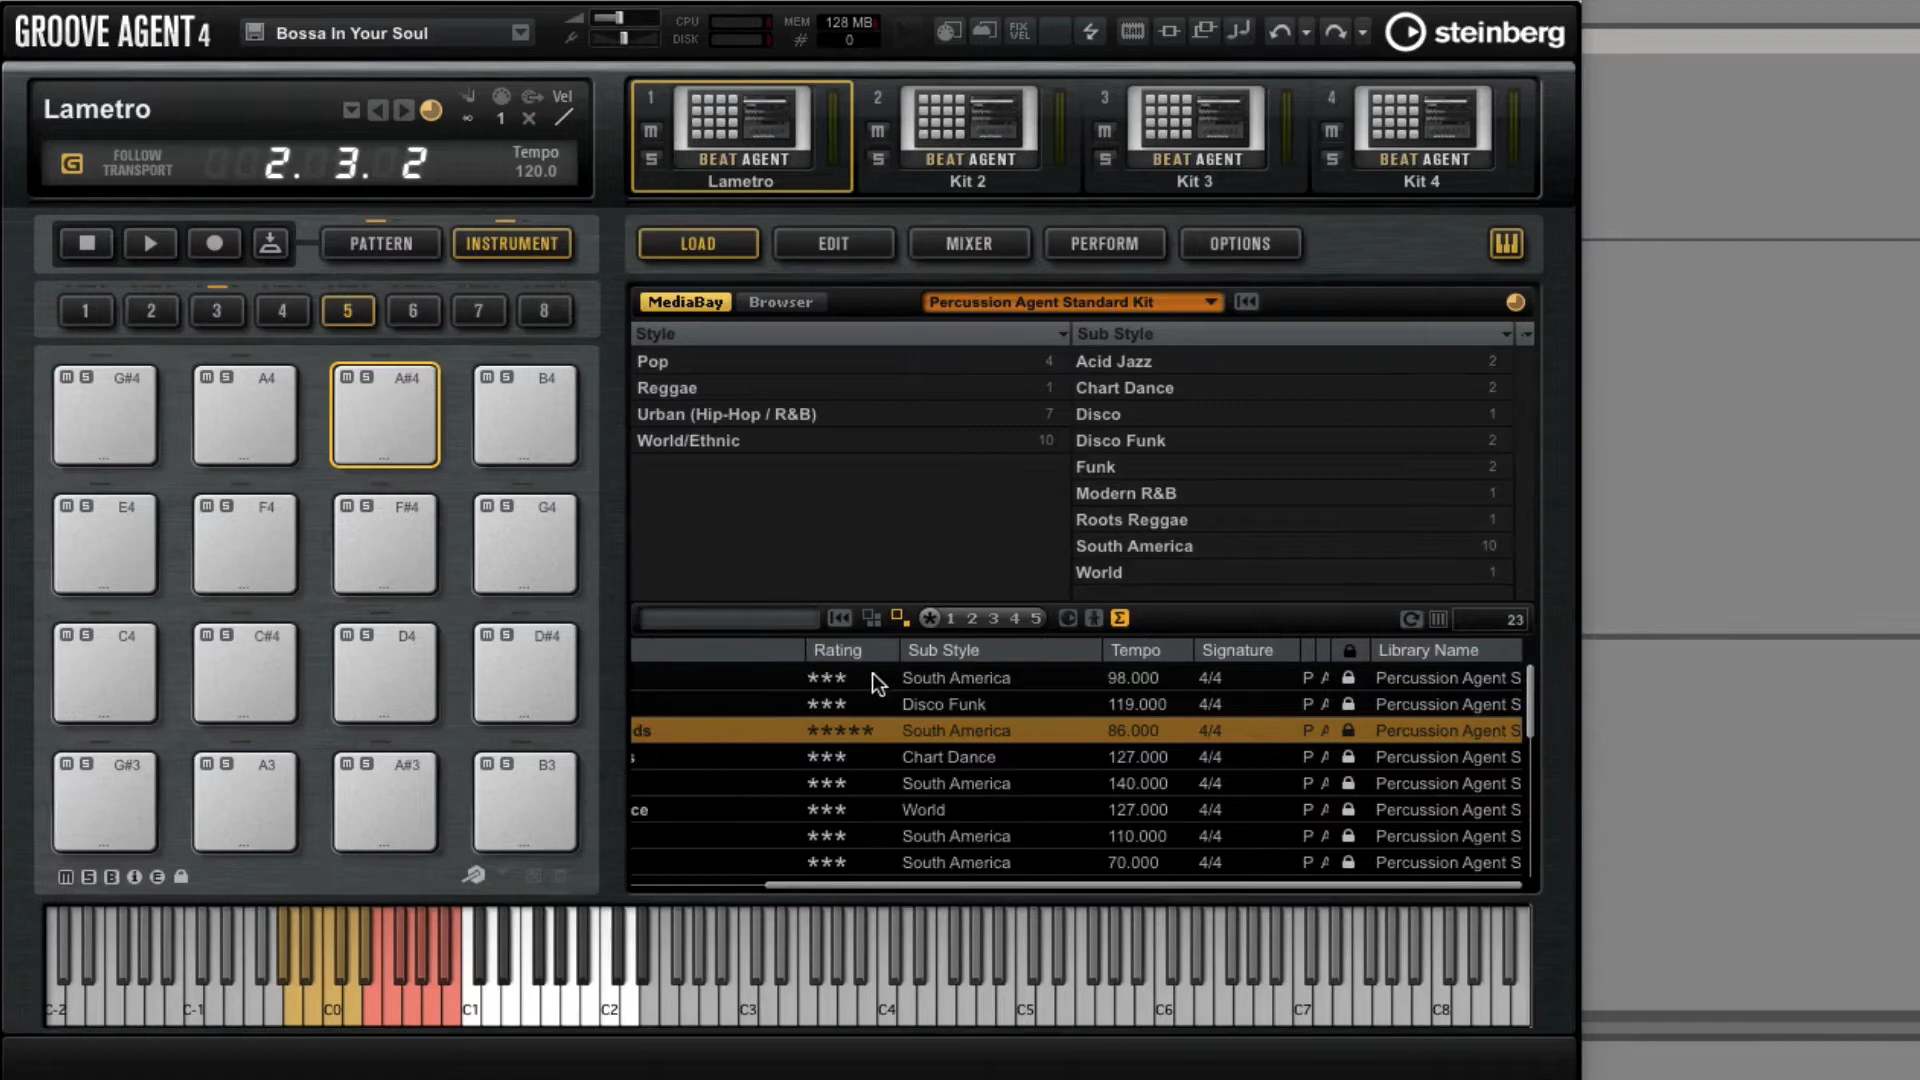 GROOVE AGENT 4
Bossa In Your Soul
CPU
DISK
MEM 128 MB
# 0
FIX VEL
steinberg
Lametro
Vel
∞ 1
G FOLLOW TRANSPORT
2. 3. 2
Tempo
120.0
1 M S BEAT AGENT Lametro
2 M S BEAT AGENT Kit 2
3 M S BEAT AGENT Kit 3
4 M S BEAT AGENT Kit 4
PATTERN INSTRUMENT
LOAD EDIT MIXER PERFORM OPTIONS
1 2 3 4 5 6 7 8
MediaBay Browser Percussion Agent Standard Kit
Style Sub Style
Pop 4 Acid Jazz 2
Reggae 1 Chart Dance 2
Urban (Hip-Hop / R&B) 7 Disco 1
World/Ethnic 10 Disco Funk 2
Funk 2
Modern R&B 1
Roots Reggae 1
South America 10
World 1
1 2 3 4 5 Σ 23
Rating Sub Style Tempo Signature Library Name
*** South America 98.000 4/4 P A Percussion Agent S
*** Disco Funk 119.000 4/4 P A Percussion Agent S
ds ***** South America 86.000 4/4 P A Percussion Agent S
s *** Chart Dance 127.000 4/4 P A Percussion Agent S
*** South America 140.000 4/4 P A Percussion Agent S
ce *** World 127.000 4/4 P A Percussion Agent S
*** South America 110.000 4/4 P A Percussion Agent S
*** South America 70.000 4/4 P A Percussion Agent S
M S G#4 M S A4 M S A#4 M S B4
M S E4 M S F4 M S F#4 M S G4
M S C4 M S C#4 M S D4 M S D#4
M S G#3 M S A3 M S A#3 M S B3
M S B i E
C-2 C-1 C0 C1 C2 C3 C4 C5 C6 C7 C8